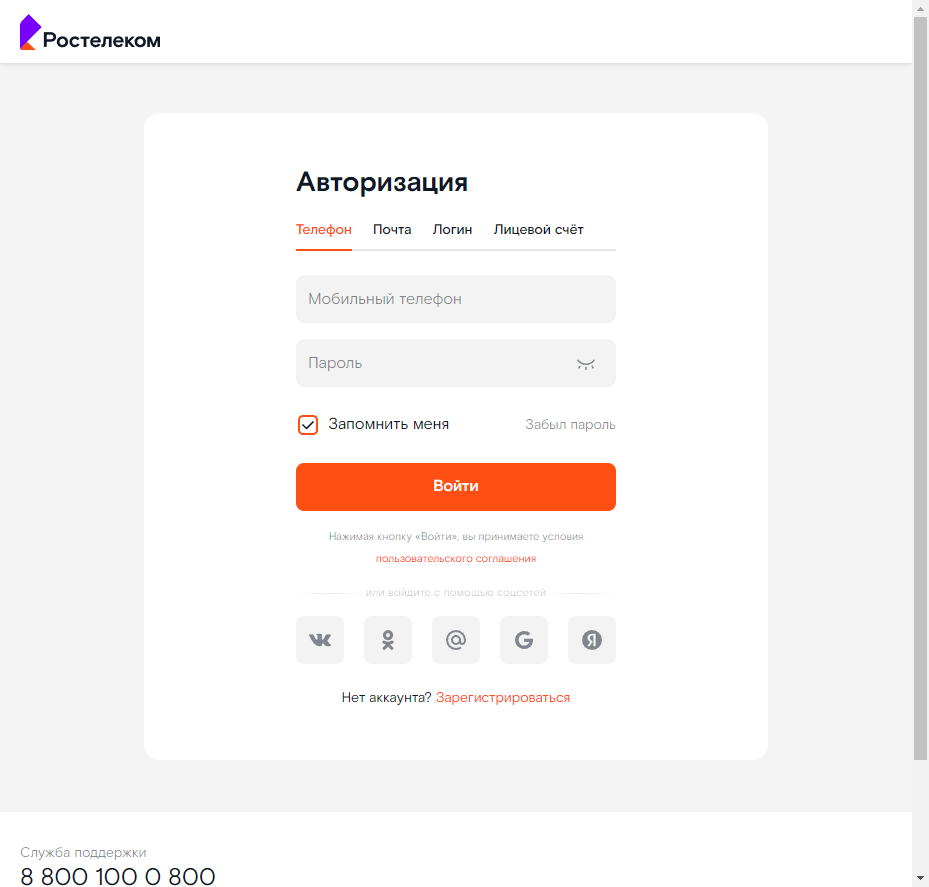 Ростелеком
Авторизация
Телефон Почта Логин Лицевой счёт
Мобильный телефон
Пароль
Запомнить меня Забыл пароль
Войти
Нажимая кнопку «Войти», вы принимаете условия
пользовательского соглашения
или войдите с помощью соцсетей
Нет аккаунта? Зарегистрироваться
Служба поддержки
8 800 100 0 800